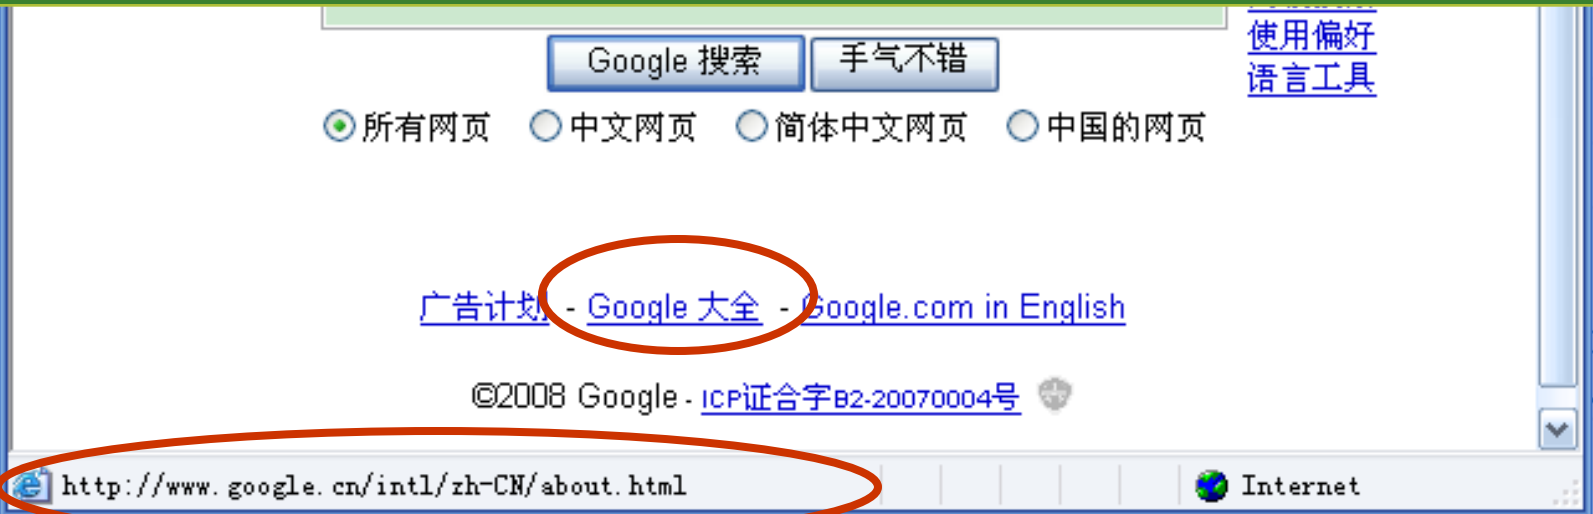 使用偏好
语言工具
Google 搜索 手气不错
所有网页 中文网页 简体中文网页 中国的网页
广告计划 - Google 大全 - Google.com in English
©2008 Google - ICP证合字B2-20070004号
http://www.google.cn/intl/zh-CN/about.html Internet